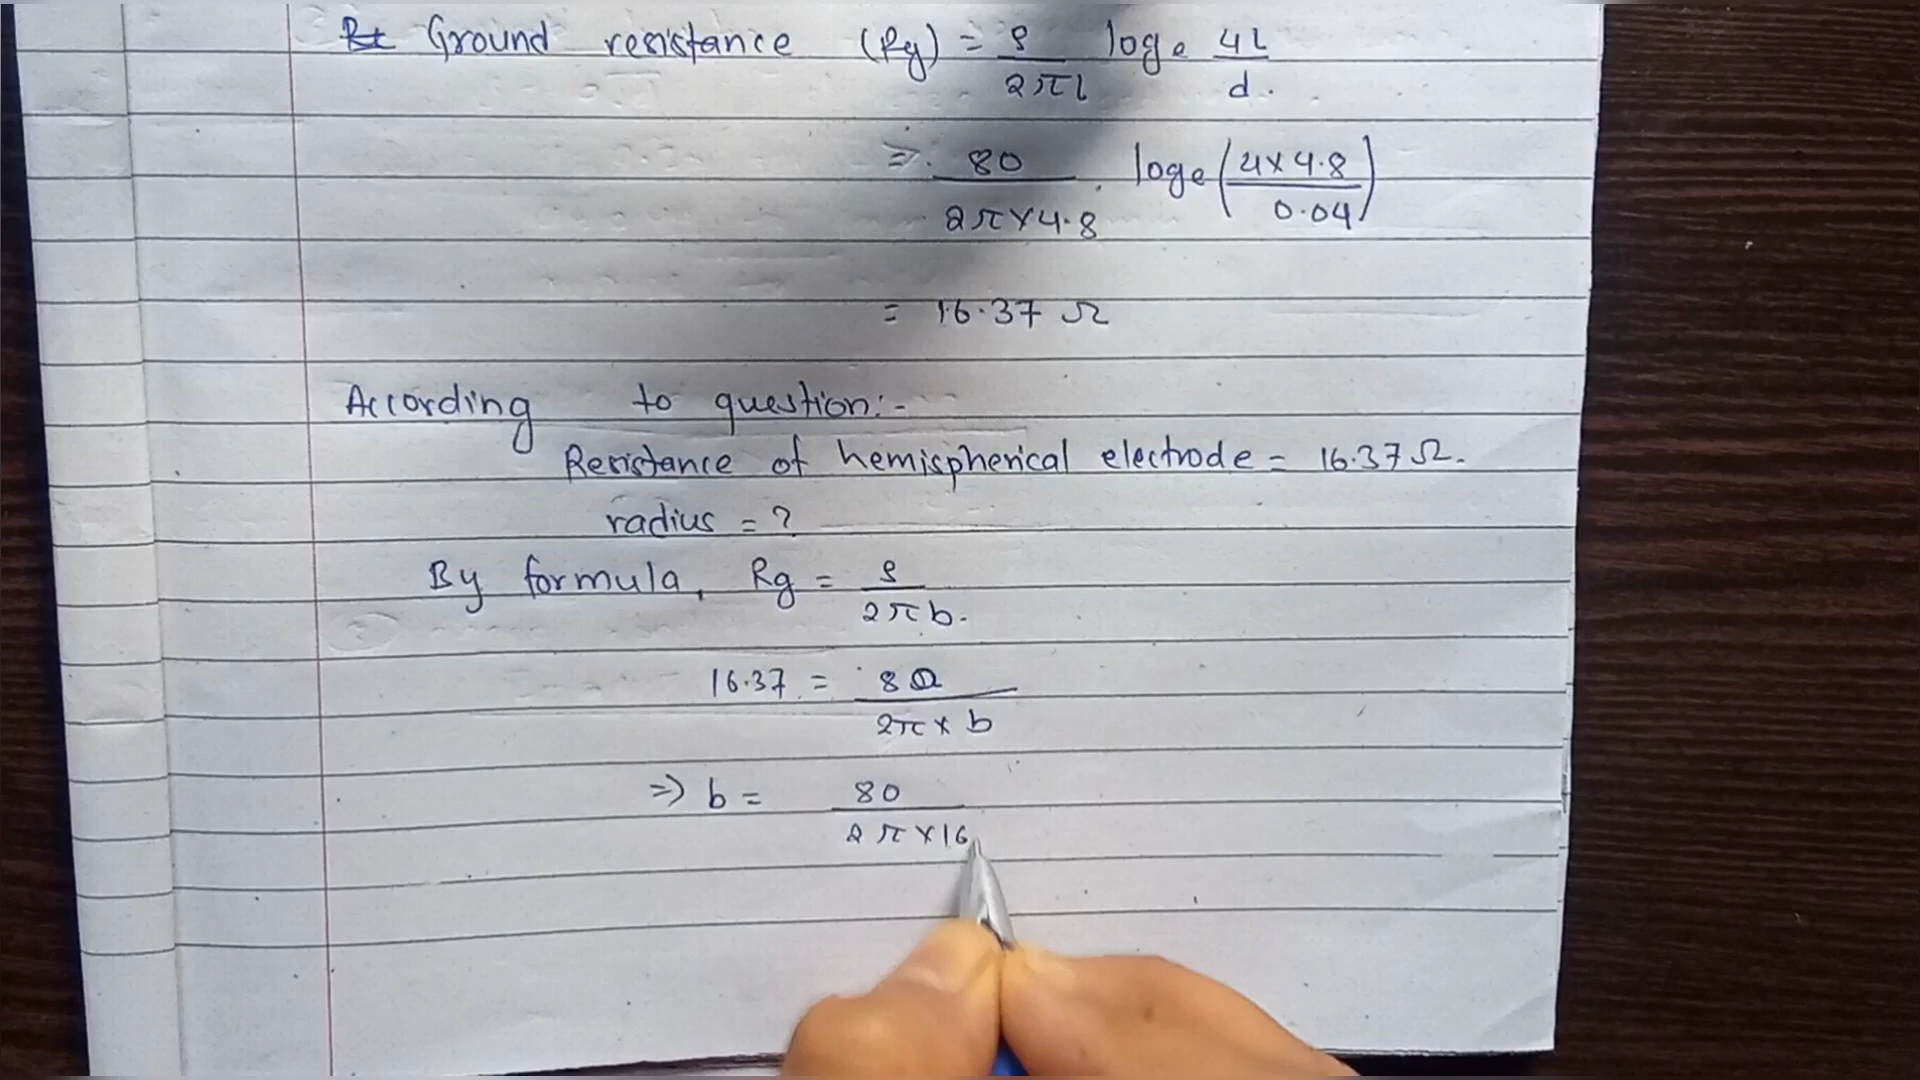 Ground resistance (Rg) = ρ/2πl loge 4L/d.
⇒ 80/2π×4.8 . loge(4×4.8/0.04)
= 16.37 Ω
According to question:-
Resistance of hemispherical electrode = 16.37Ω.
radius = ?
By formula, Rg = ρ/2πb.
16.37 = 80/2π×b
⇒ b = 80/2π×16